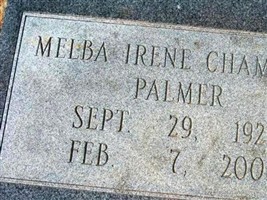 MELBA IRENE CHAM
PALMER
SEPT. 29, 192
FEB. 7, 200